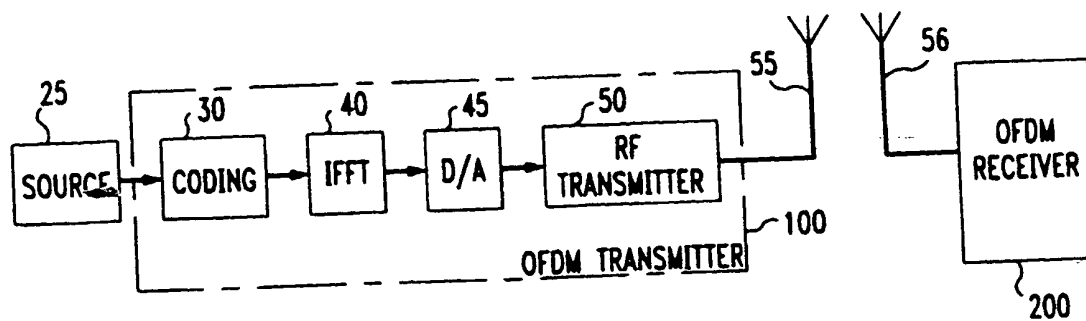 25
30
40
45
50
55
56
SOURCE
CODING
IFFT
D/A
RF
TRANSMITTER
OFDM
RECEIVER
100
OFDM TRANSMITTER
200